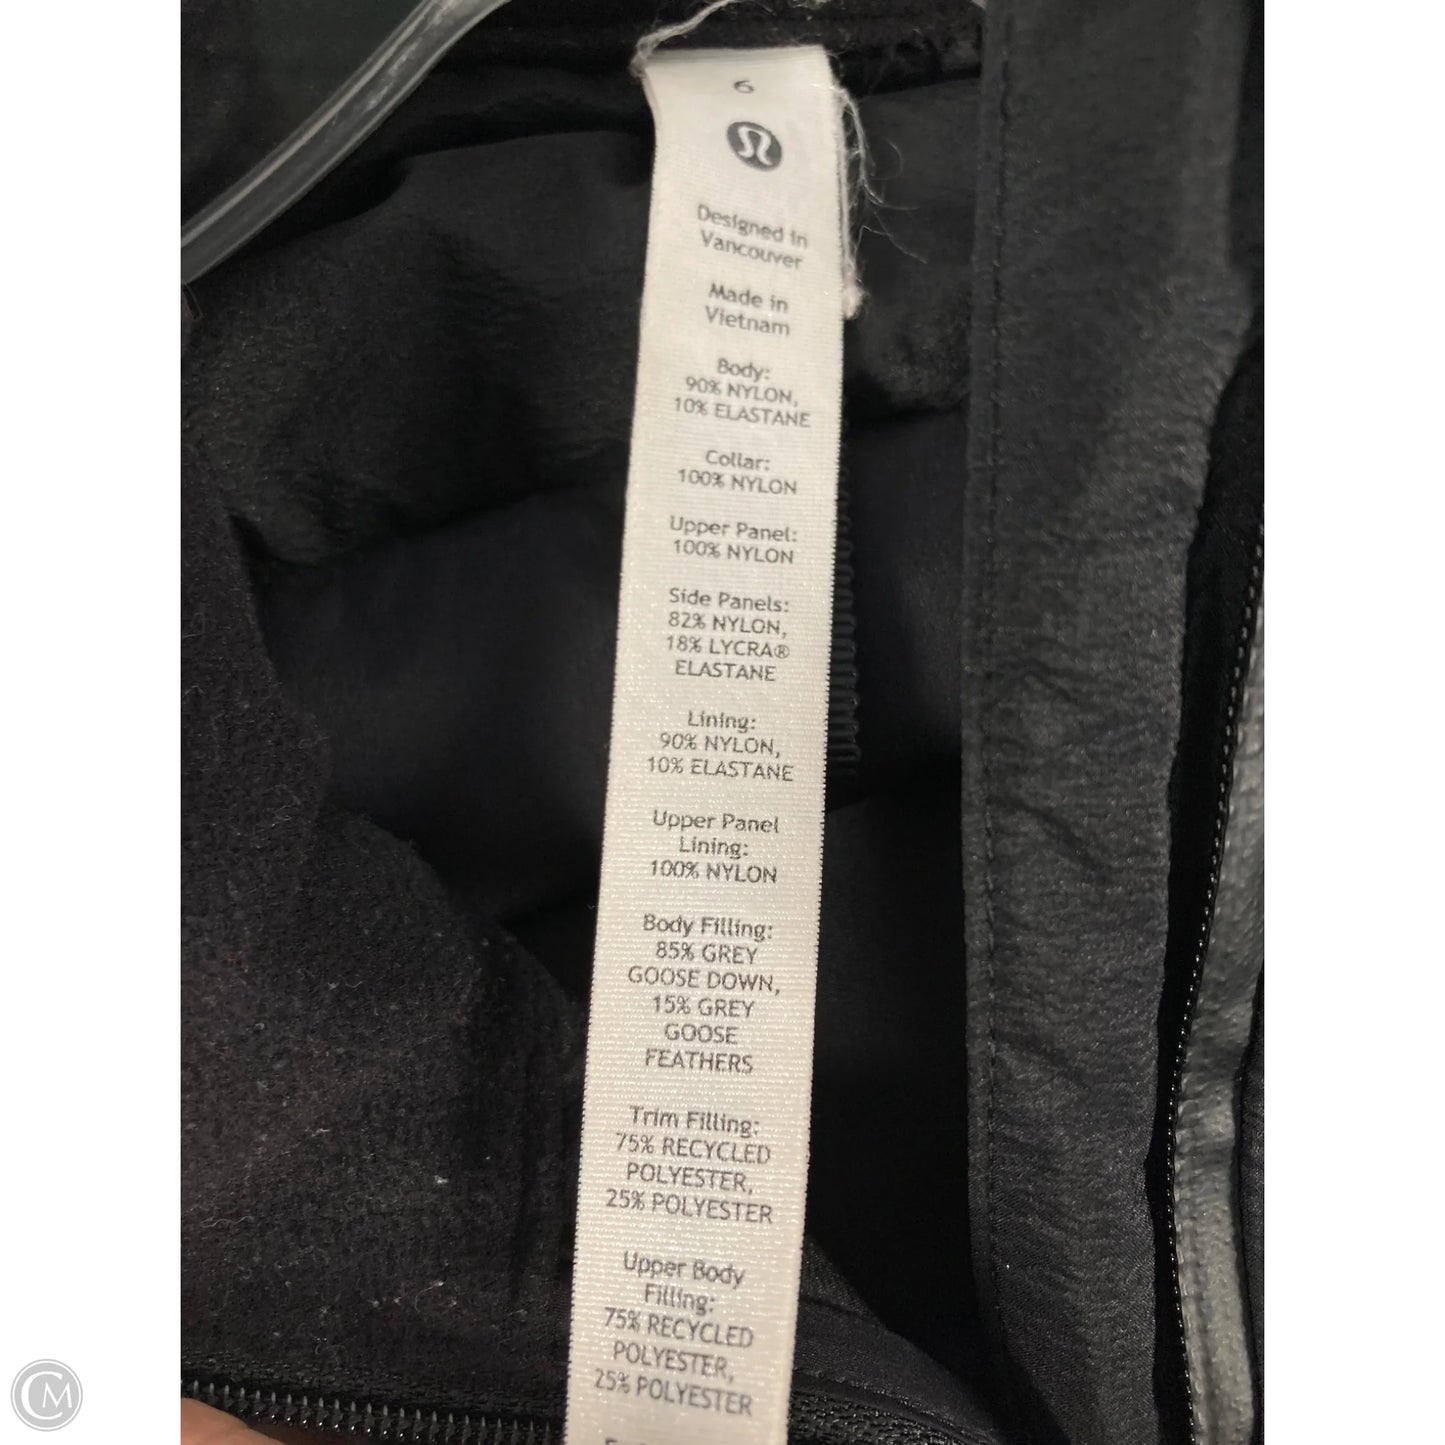 6
Designed in
Vancouver
Made in
Vietnam
Body:
90% NYLON,
10% ELASTANE
Collar:
100% NYLON
Upper Panel:
100% NYLON
Side Panels:
82% NYLON,
18% LYCRA®
ELASTANE
Lining:
90% NYLON,
10% ELASTANE
Upper Panel
Lining:
100% NYLON
Body Filling:
85% GREY
GOOSE DOWN,
15% GREY
GOOSE
FEATHERS
Trim Filling:
75% RECYCLED
POLYESTER,
25% POLYESTER
Upper Body
Filling:
75% RECYCLED
POLYESTER,
25% POLYESTER
CM